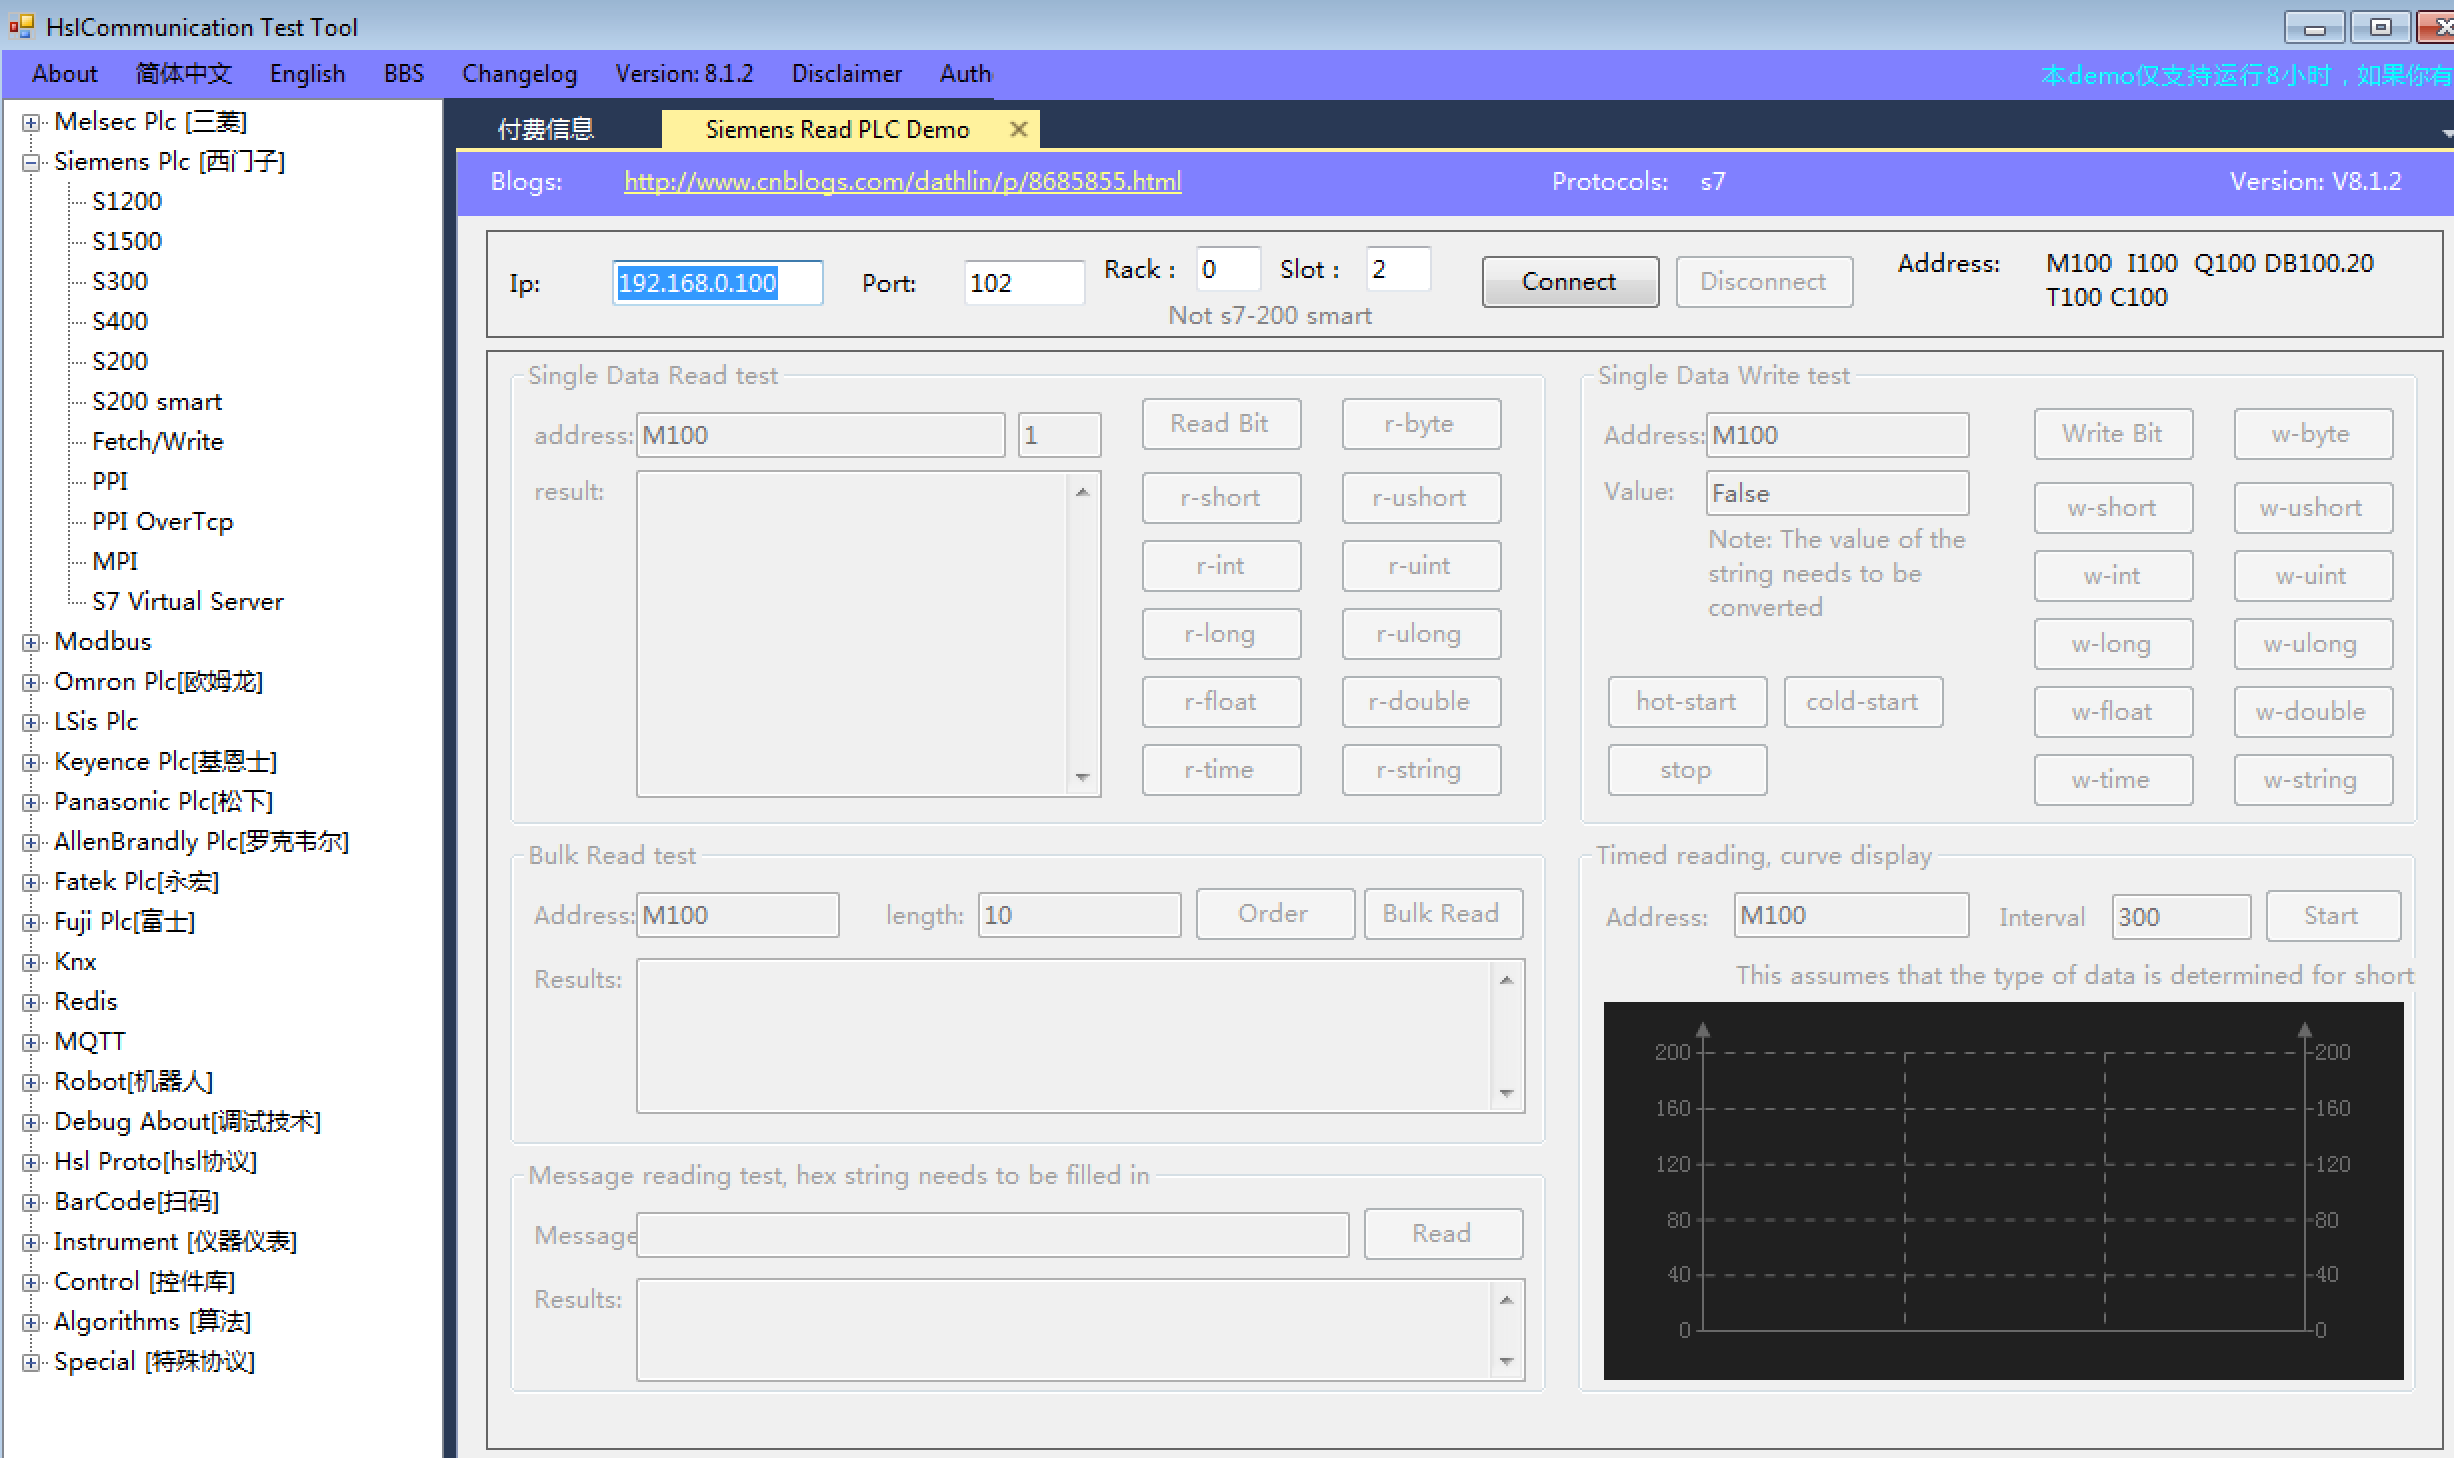 HslCommunication Test Tool
About 简体中文 English BBS Changelog Version: 8.1.2 Disclaimer Auth
本demo仅支持运行8小时，如果你有
Melsec Plc [三菱]
Siemens Plc [西门子]
S1200
S1500
S300
S400
S200
S200 smart
Fetch/Write
PPI
PPI OverTcp
MPI
S7 Virtual Server
Modbus
Omron Plc[欧姆龙]
LSis Plc
Keyence Plc[基恩士]
Panasonic Plc[松下]
AllenBrandly Plc[罗克韦尔]
Fatek Plc[永宏]
Fuji Plc[富士]
Knx
Redis
MQTT
Robot[机器人]
Debug About[调试技术]
Hsl Proto[hsl协议]
BarCode[扫码]
Instrument [仪器仪表]
Control [控件库]
Algorithms [算法]
Special [特殊协议]
付费信息 Siemens Read PLC Demo
Blogs: http://www.cnblogs.com/dathlin/p/8685855.html Protocols: s7 Version: V8.1.2
Ip: 192.168.0.100 Port: 102 Rack : 0 Slot : 2 Connect Disconnect Address: M100 I100 Q100 DB100.20
T100 C100
Not s7-200 smart
Single Data Read test
address: M100 1 Read Bit r-byte
result: r-short r-ushort
r-int r-uint
r-long r-ulong
r-float r-double
r-time r-string
Single Data Write test
Address: M100 Write Bit w-byte
Value: False w-short w-ushort
Note: The value of the
string needs to be
converted
w-int w-uint
w-long w-ulong
hot-start cold-start w-float w-double
stop w-time w-string
Bulk Read test
Address: M100 length: 10 Order Bulk Read
Results:
Timed reading, curve display
Address: M100 Interval 300 Start
This assumes that the type of data is determined for short
200 200
160 160
120 120
80 80
40 40
0 0
Message reading test, hex string needs to be filled in
Message Read
Results: